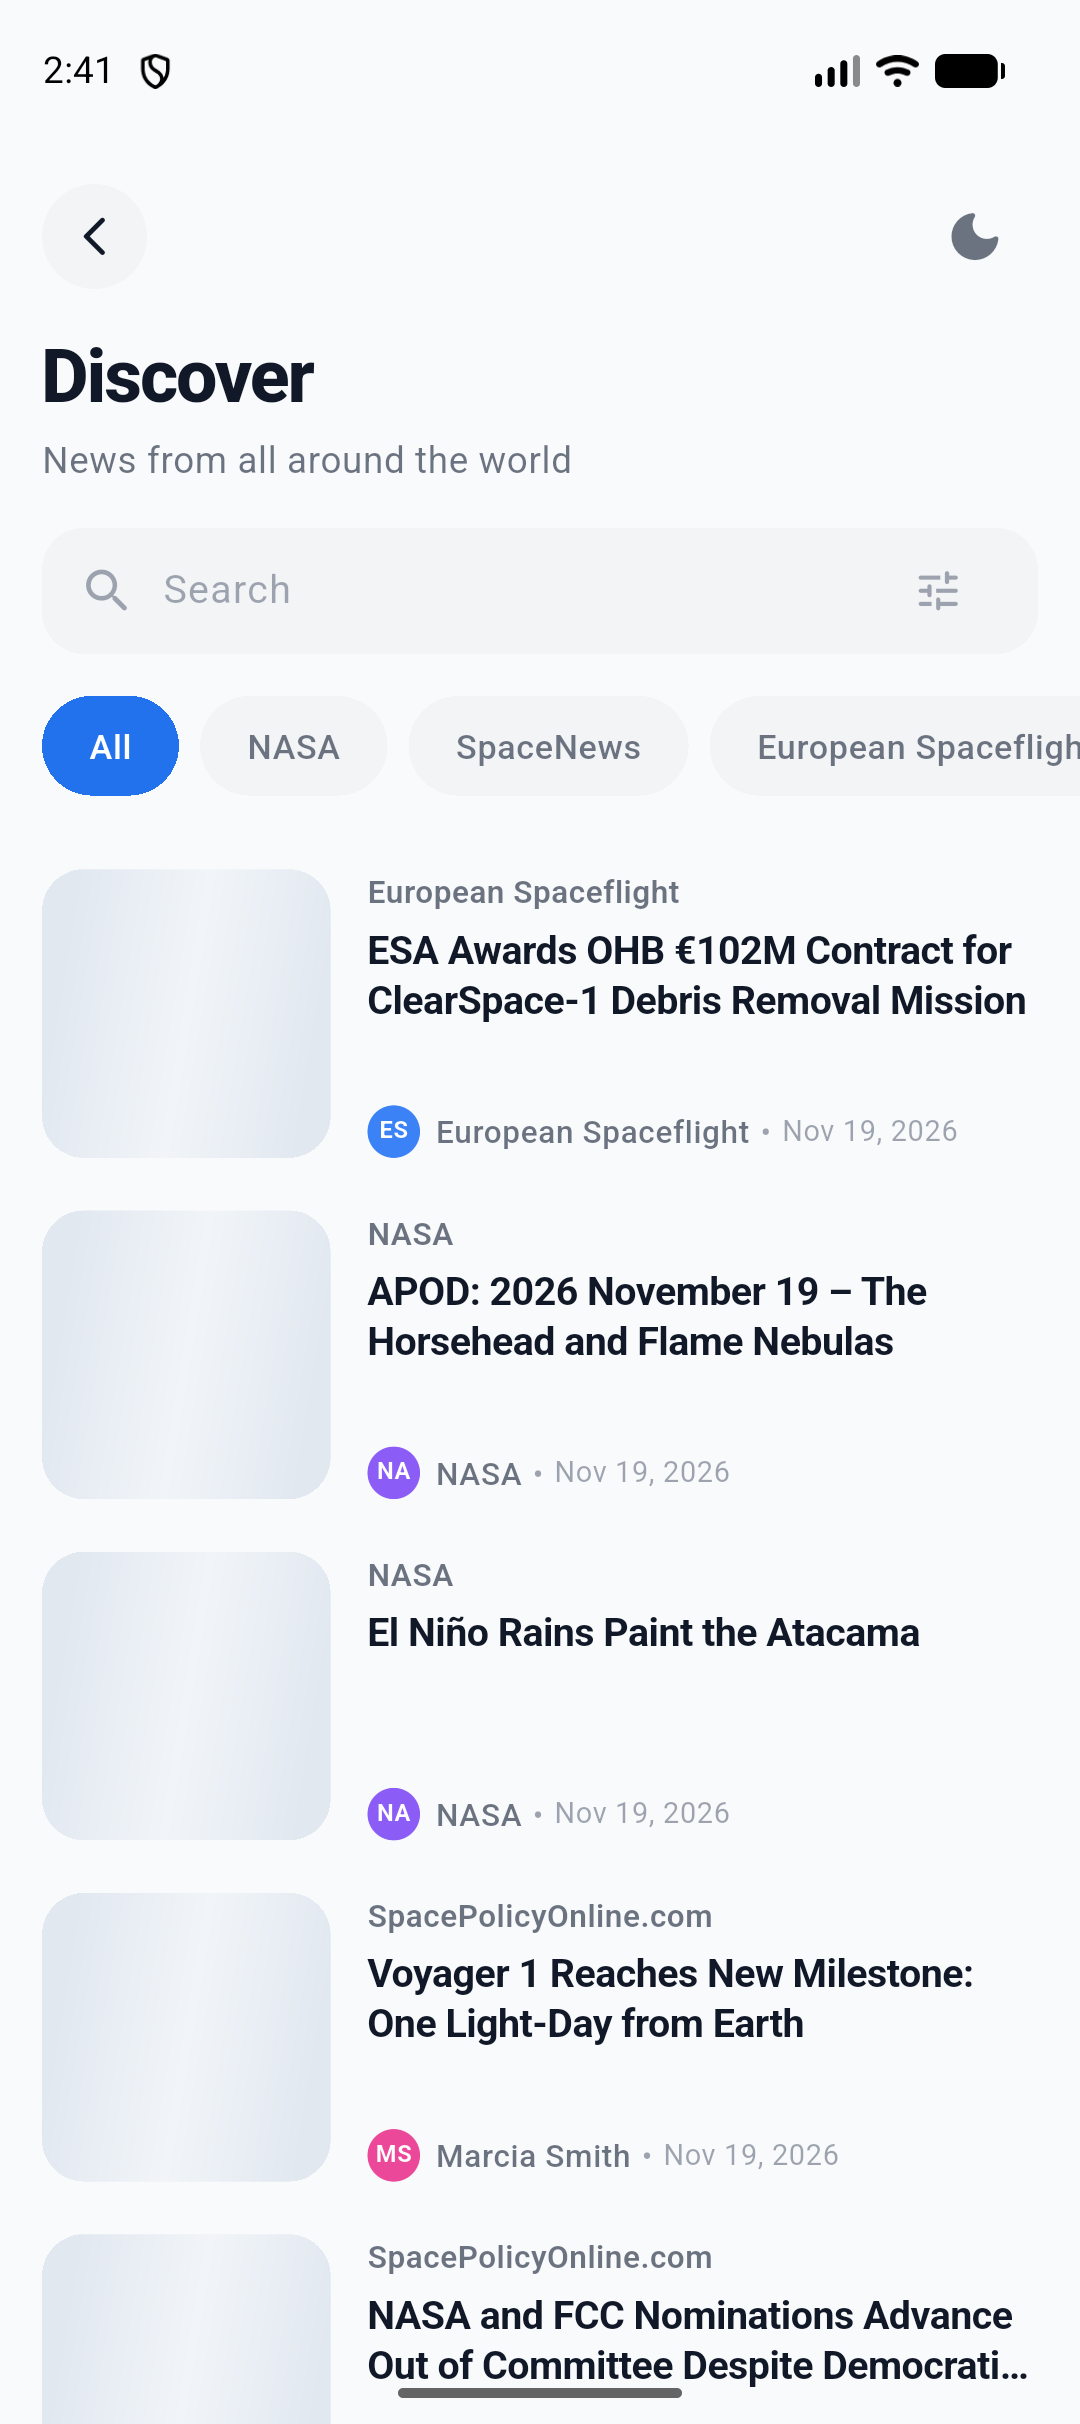 2:41
Discover
News from all around the world
Search
All
NASA
SpaceNews
European Spacefligh
European Spaceflight
ESA Awards OHB €102M Contract for
ClearSpace-1 Debris Removal Mission
ES European Spaceflight • Nov 19, 2026
NASA
APOD: 2026 November 19 – The
Horsehead and Flame Nebulas
NA NASA • Nov 19, 2026
NASA
El Niño Rains Paint the Atacama
NA NASA • Nov 19, 2026
SpacePolicyOnline.com
Voyager 1 Reaches New Milestone:
One Light-Day from Earth
MS Marcia Smith • Nov 19, 2026
SpacePolicyOnline.com
NASA and FCC Nominations Advance
Out of Committee Despite Democrati...